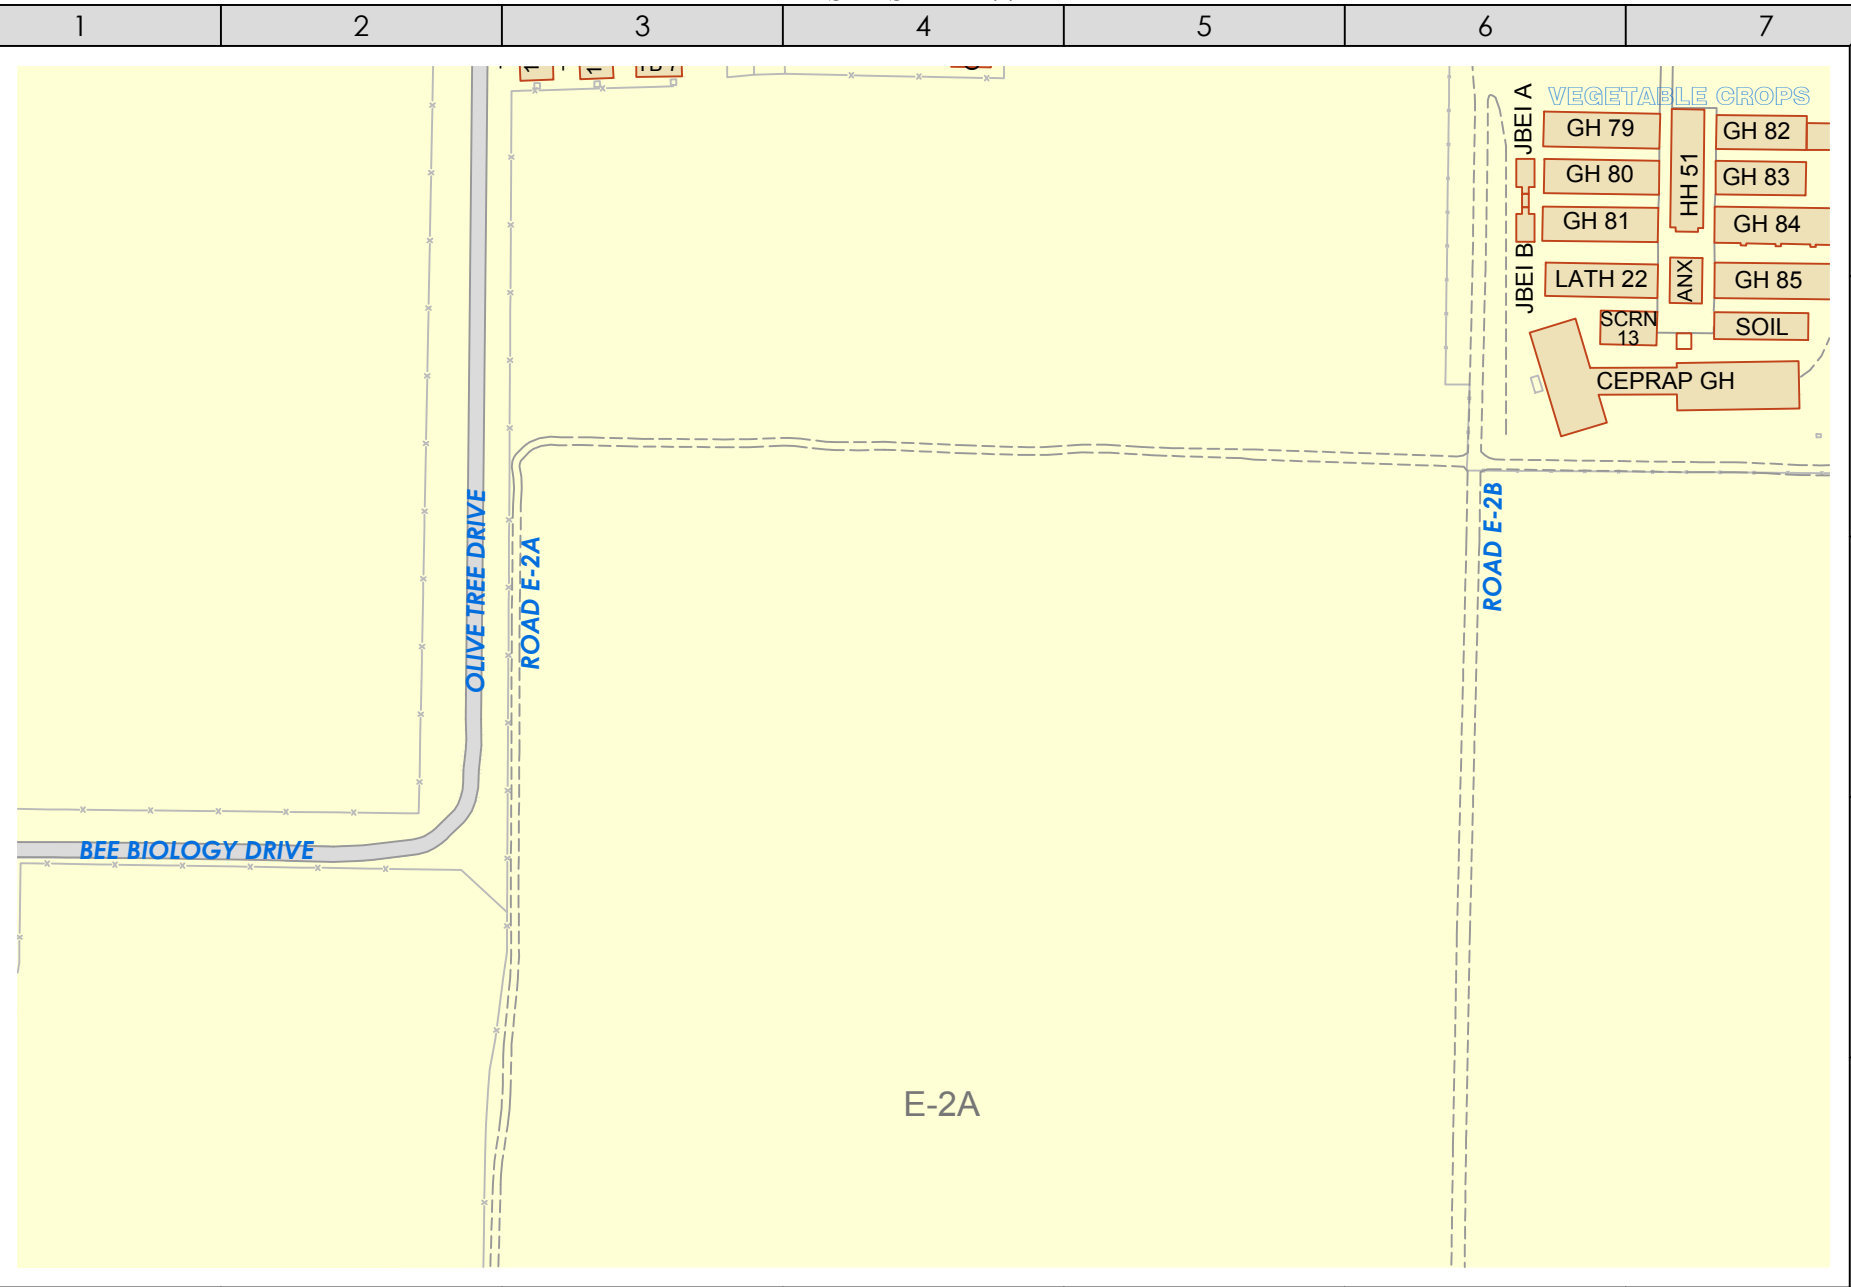 1 2 3 4 5 6 7
VEGETABLE CROPS
JBEI A
GH 79
GH 82
GH 80
HH 51
GH 83
GH 81
GH 84
JBEI B
LATH 22
ANX
GH 85
SCRN
13
SOIL
CEPRAP GH
OLIVE TREE DRIVE
ROAD E-2A
ROAD E-2B
BEE BIOLOGY DRIVE
E-2A